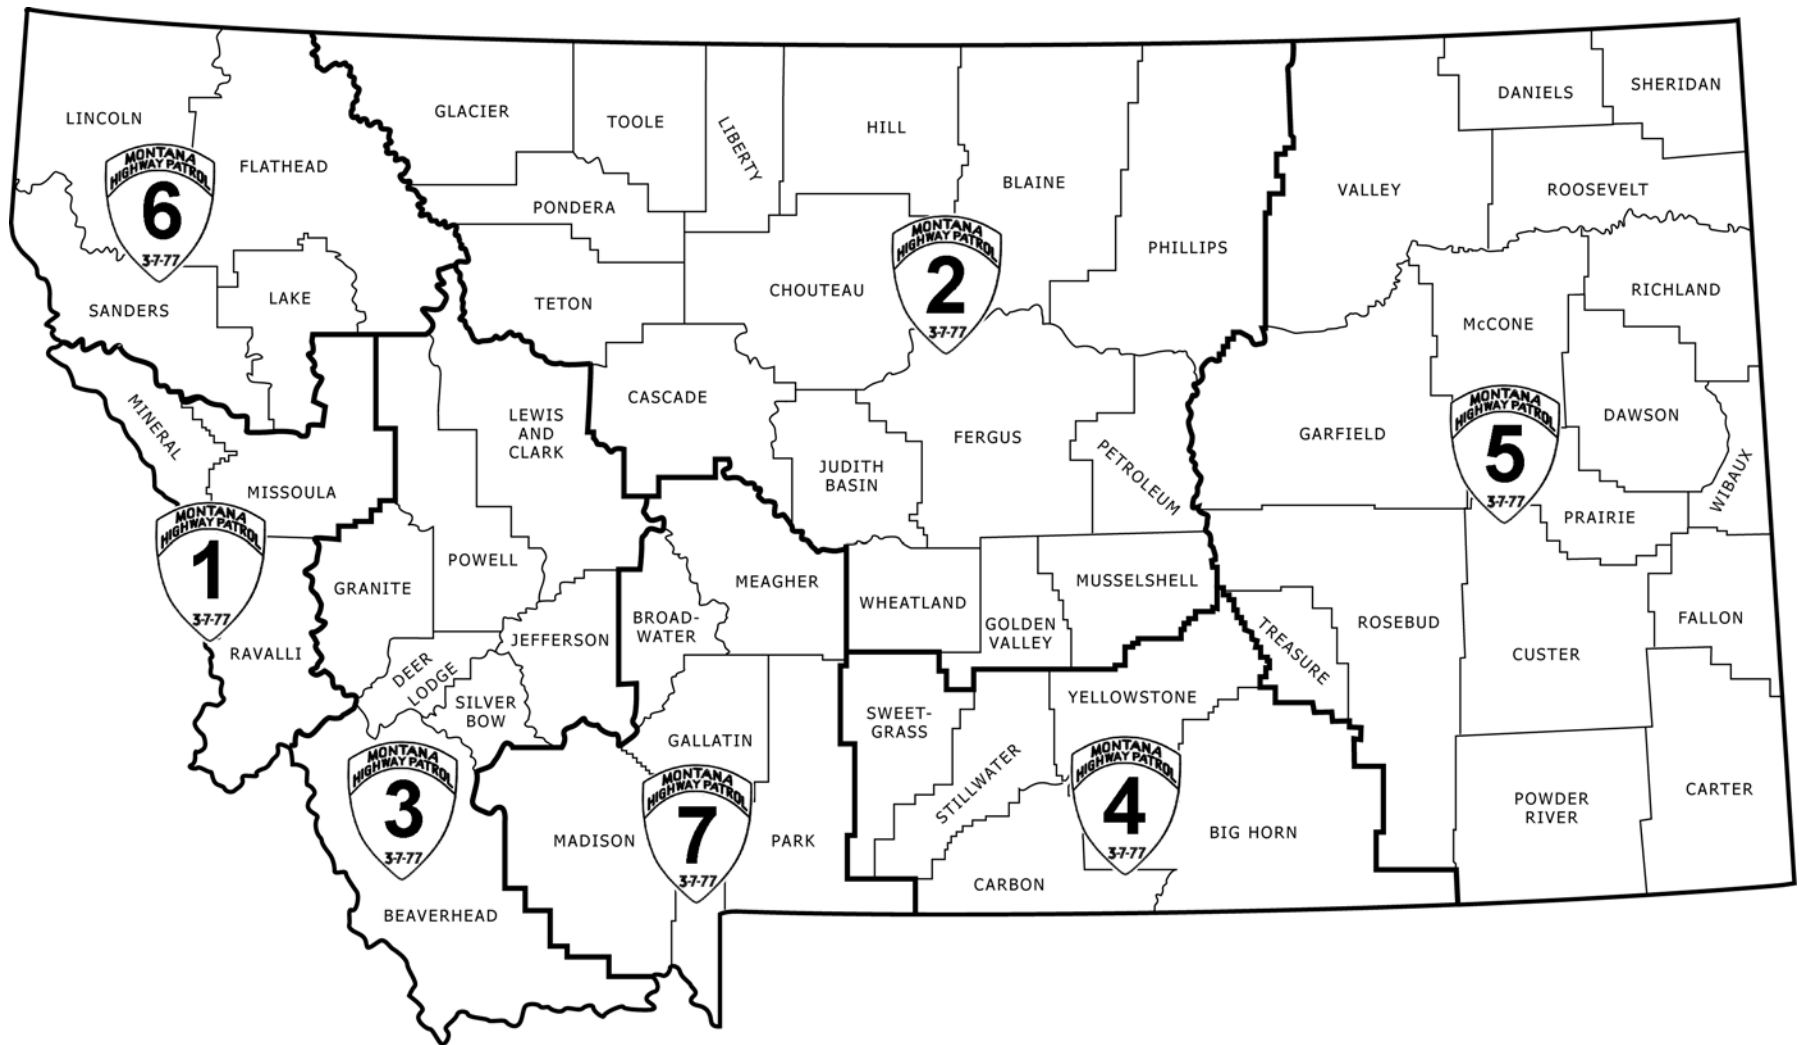 DANIELS
SHERIDAN
GLACIER
LINCOLN
TOOLE
LIBERTY
HILL
FLATHEAD
BLAINE
VALLEY
ROOSEVELT
MONTANA
HIGHWAY PATROL
6
3-7-77
PONDERA
PHILLIPS
MONTANA
HIGHWAY PATROL
2
3-7-77
SANDERS
LAKE
TETON
CHOUTEAU
McCONE
RICHLAND
MINERAL
CASCADE
LEWIS
AND
CLARK
FERGUS
JUDITH
BASIN
PETROLEUM
GARFIELD
MONTANA
HIGHWAY PATROL
5
3-7-77
DAWSON
WIBAUX
PRAIRIE
MISSOULA
MONTANA
HIGHWAY PATROL
1
3-7-77
RAVALLI
GRANITE
POWELL
MEAGHER
BROAD-
WATER
JEFFERSON
WHEATLAND
GOLDEN
VALLEY
MUSSELSHELL
TREASURE
ROSEBUD
CUSTER
FALLON
DEER
LODGE
SILVER
BOW
GALLATIN
SWEET-
GRASS
STILLWATER
YELLOWSTONE
MONTANA
HIGHWAY PATROL
3
3-7-77
BEAVERHEAD
MADISON
MONTANA
HIGHWAY PATROL
7
3-7-77
PARK
CARBON
MONTANA
HIGHWAY PATROL
4
3-7-77
BIG HORN
POWDER
RIVER
CARTER